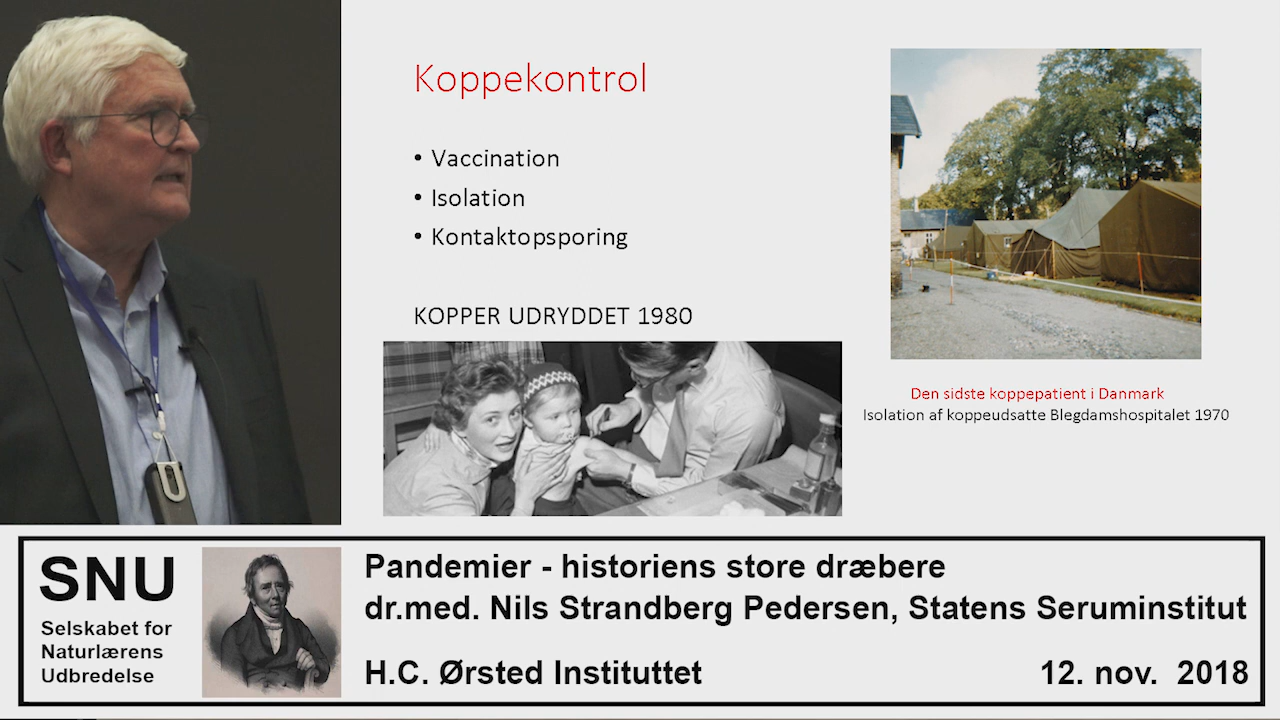 Koppekontrol
• Vaccination
• Isolation
• Kontaktopsporing
KOPPER UDRYDDET 1980
Den sidste koppepatient i Danmark
Isolation af koppeudsatte Blegdamshospitalet 1970
SNU
Selskabet for
Naturlærens
Udbredelse
Pandemier - historiens store dræbere
dr.med. Nils Strandberg Pedersen, Statens Seruminstitut
H.C. Ørsted Instituttet
12. nov. 2018